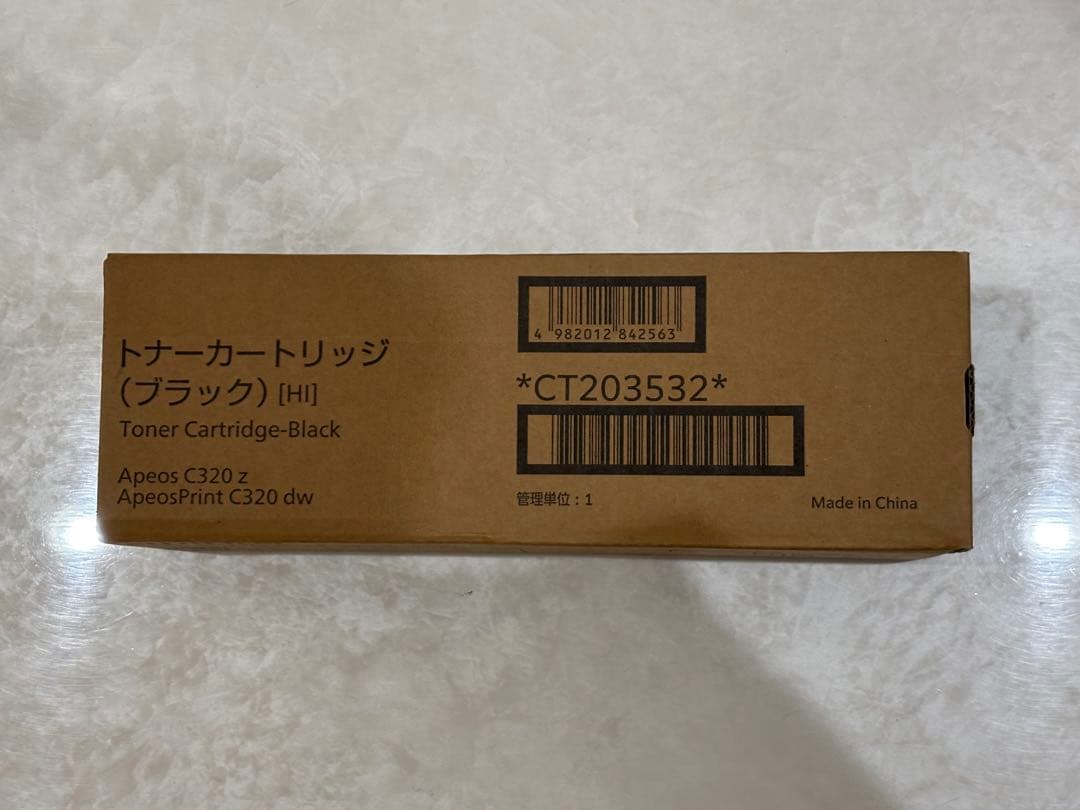 トナーカートリッジ
(ブラック) [HI]
Toner Cartridge-Black
Apeos C320 z
ApeosPrint C320 dw
4 982012 842563
*CT203532*
管理単位：1
Made in China